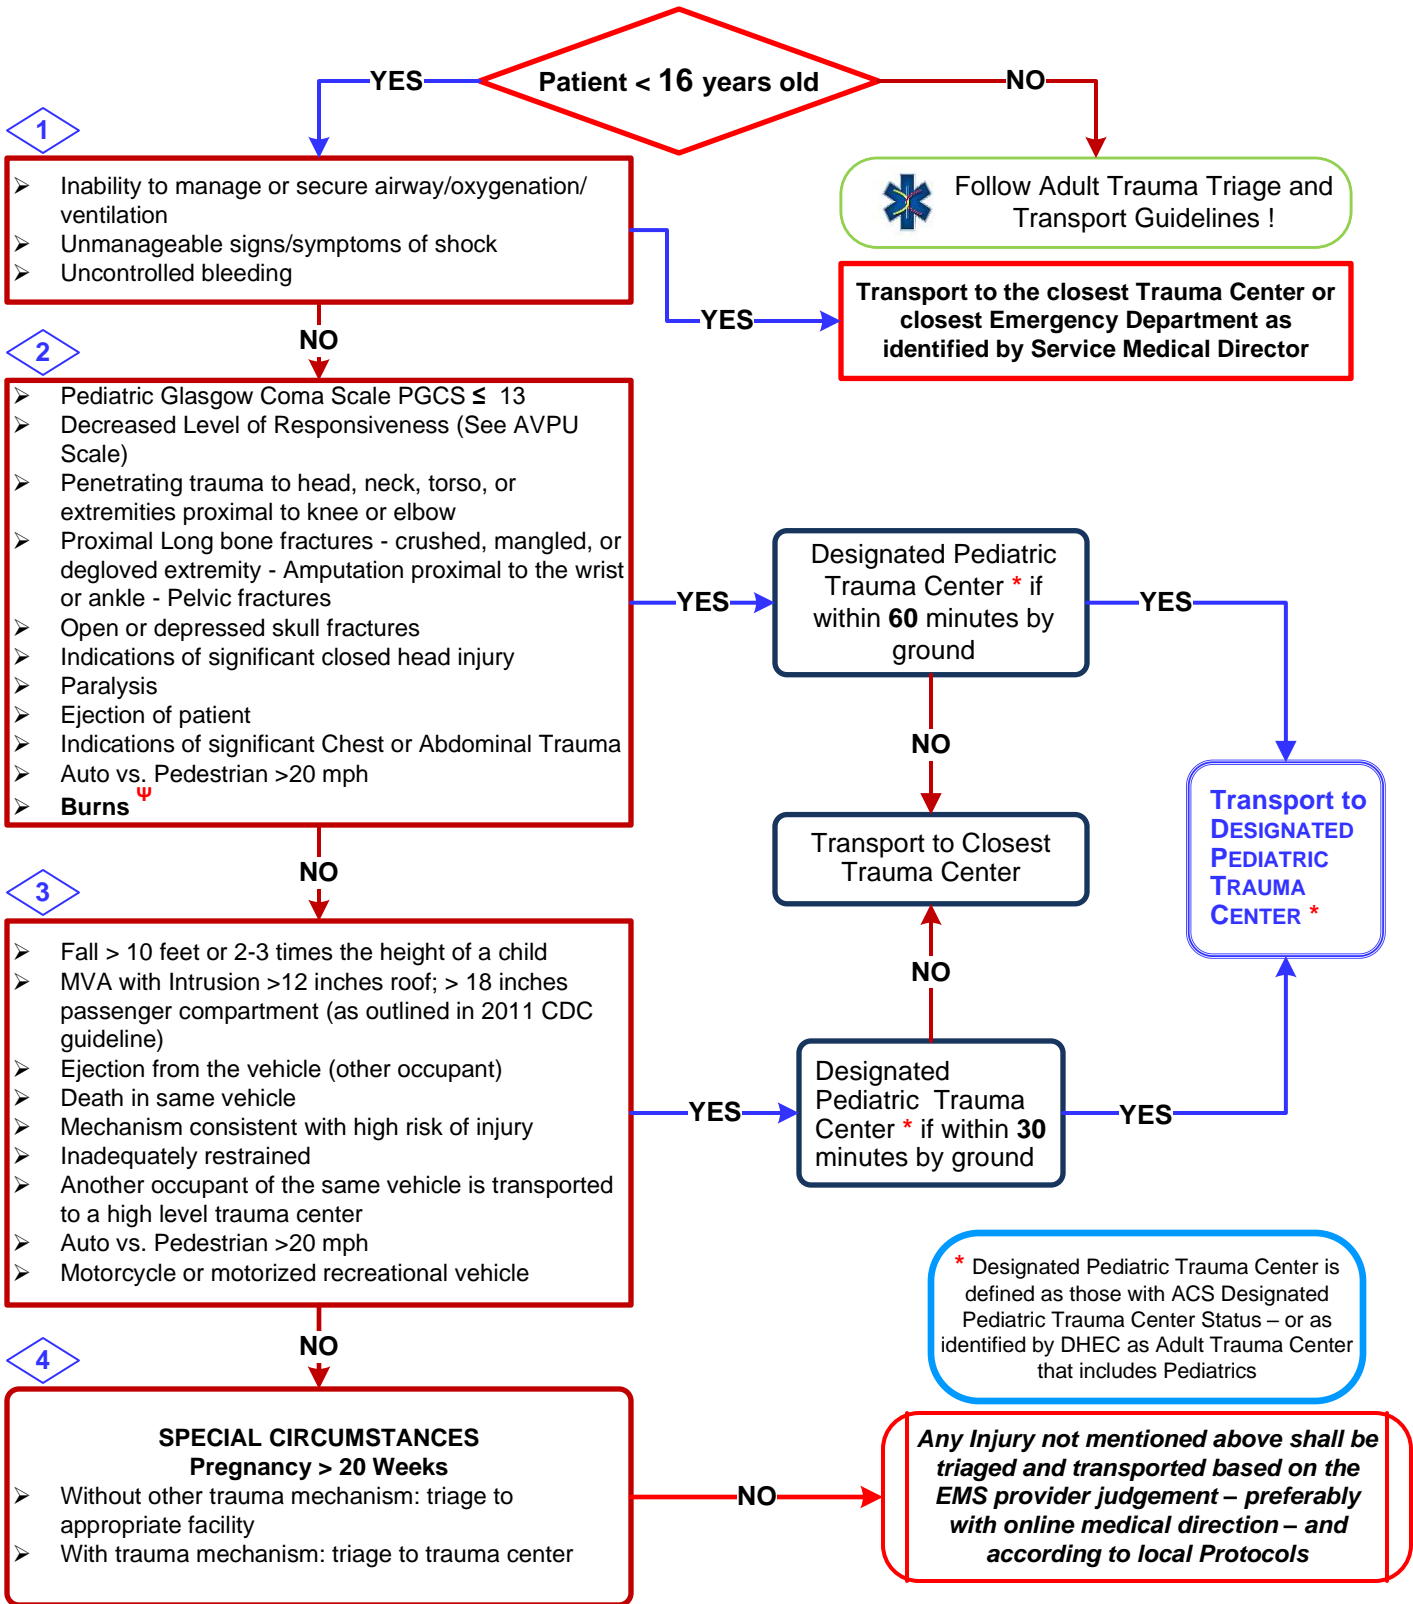 Patient < 16 years old
YES
NO
1
➢ Inability to manage or secure airway/oxygenation/
ventilation
➢ Unmanageable signs/symptoms of shock
➢ Uncontrolled bleeding
Follow Adult Trauma Triage and
Transport Guidelines !
YES
Transport to the closest Trauma Center or
closest Emergency Department as
identified by Service Medical Director
NO
2
➢ Pediatric Glasgow Coma Scale PGCS ≤ 13
➢ Decreased Level of Responsiveness (See AVPU
Scale)
➢ Penetrating trauma to head, neck, torso, or
extremities proximal to knee or elbow
➢ Proximal Long bone fractures - crushed, mangled, or
degloved extremity - Amputation proximal to the wrist
or ankle - Pelvic fractures
➢ Open or depressed skull fractures
➢ Indications of significant closed head injury
➢ Paralysis
➢ Ejection of patient
➢ Indications of significant Chest or Abdominal Trauma
➢ Auto vs. Pedestrian >20 mph
➢ Burns Ψ
YES
Designated Pediatric
Trauma Center * if
within 60 minutes by
ground
YES
NO
Transport to Closest
Trauma Center
Transport to
DESIGNATED
PEDIATRIC
TRAUMA
CENTER *
NO
3
➢ Fall > 10 feet or 2-3 times the height of a child
➢ MVA with Intrusion >12 inches roof; > 18 inches
passenger compartment (as outlined in 2011 CDC
guideline)
➢ Ejection from the vehicle (other occupant)
➢ Death in same vehicle
➢ Mechanism consistent with high risk of injury
➢ Inadequately restrained
➢ Another occupant of the same vehicle is transported
to a high level trauma center
➢ Auto vs. Pedestrian >20 mph
➢ Motorcycle or motorized recreational vehicle
NO
YES
Designated
Pediatric Trauma
Center * if within 30
minutes by ground
YES
* Designated Pediatric Trauma Center is
defined as those with ACS Designated
Pediatric Trauma Center Status – or as
identified by DHEC as Adult Trauma Center
that includes Pediatrics
NO
4
SPECIAL CIRCUMSTANCES
Pregnancy > 20 Weeks
➢ Without other trauma mechanism: triage to
appropriate facility
➢ With trauma mechanism: triage to trauma center
NO
Any Injury not mentioned above shall be
triaged and transported based on the
EMS provider judgement – preferably
with online medical direction – and
according to local Protocols